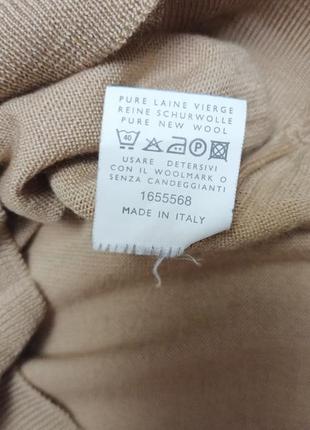 PURE LAINE VIERGE
REINE SCHURWOLLE
PURE NEW WOOL
40 P
USARE DETERSIVI
CON IL WOOLMARK O
SENZA CANDEGGIANTI
1655568
MADE IN ITALY